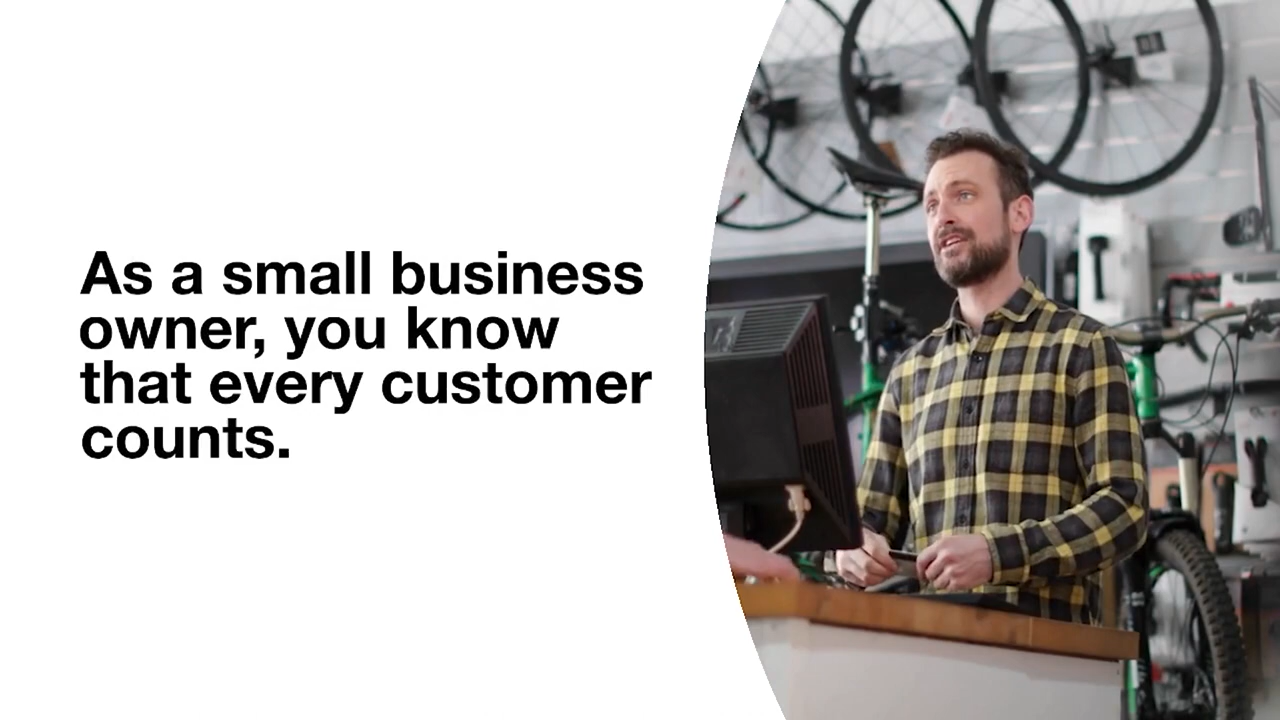 As a small business
owner, you know
that every customer
counts.